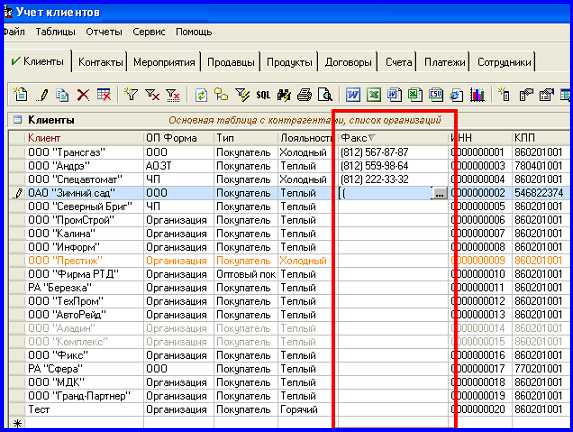 Учет клиентов
Файл Таблицы Отчеты Сервис Помощь
Клиенты Контакты Мероприятия Продавцы Продукты Договоры Счета Платежи Сотрудники
SQL
Клиенты Основная таблица с контрагентами, список организаций
Клиент ОП Форма Тип Лояльность Факс ИНН КПП
ООО "Трансгаз" ООО Покупатель Холодный (812) 567-87-87 0000000001 860201001
ООО "Андрэ" АОЗТ Покупатель Теплый (812) 559-98-64 0000000003 780401001
ООО "Спецавтомат" ЧП Покупатель Холодный (812) 222-33-32 0000000004 860201001
ОАО "Зимний сад" ООО Покупатель Теплый ( ... 0000000002 546822374
ООО "Северный Бриг" ЧП Покупатель Теплый 0000000005 860201001
ООО "ПромСтрой" Организация Покупатель Теплый 0000000006 860201001
ООО "Калина" Организация Покупатель Теплый 0000000007 860201001
ООО "Информ" Организация Покупатель Теплый 0000000008 860201001
ООО "Престиж" Организация Покупатель Холодный 0000000009 860201001
ООО "Фирма РТД" Организация Оптовый пок Теплый 0000000010 860201001
РА "Березка" Организация Покупатель Теплый 0000000011 860201001
ООО "ТехПром" Организация Покупатель Теплый 0000000012 860201001
ООО "АвтоРейд" Организация Покупатель Теплый 0000000013 860201001
ООО "Аладин" Организация Покупатель Теплый 0000000014 860201001
ООО "Комплекс" Организация Покупатель Теплый 0000000015 860201001
ООО "Фикс" Организация Покупатель Теплый 0000000016 860201001
РА "Сфера" ООО Покупатель Теплый 0000000017 770201001
ООО "МДК" Организация Покупатель Теплый 0000000018 860201001
ООО "Гранд-Партнер" Организация Покупатель Теплый 0000000019 860201001
Тест Организация Покупатель Горячий 0000000020 860201001